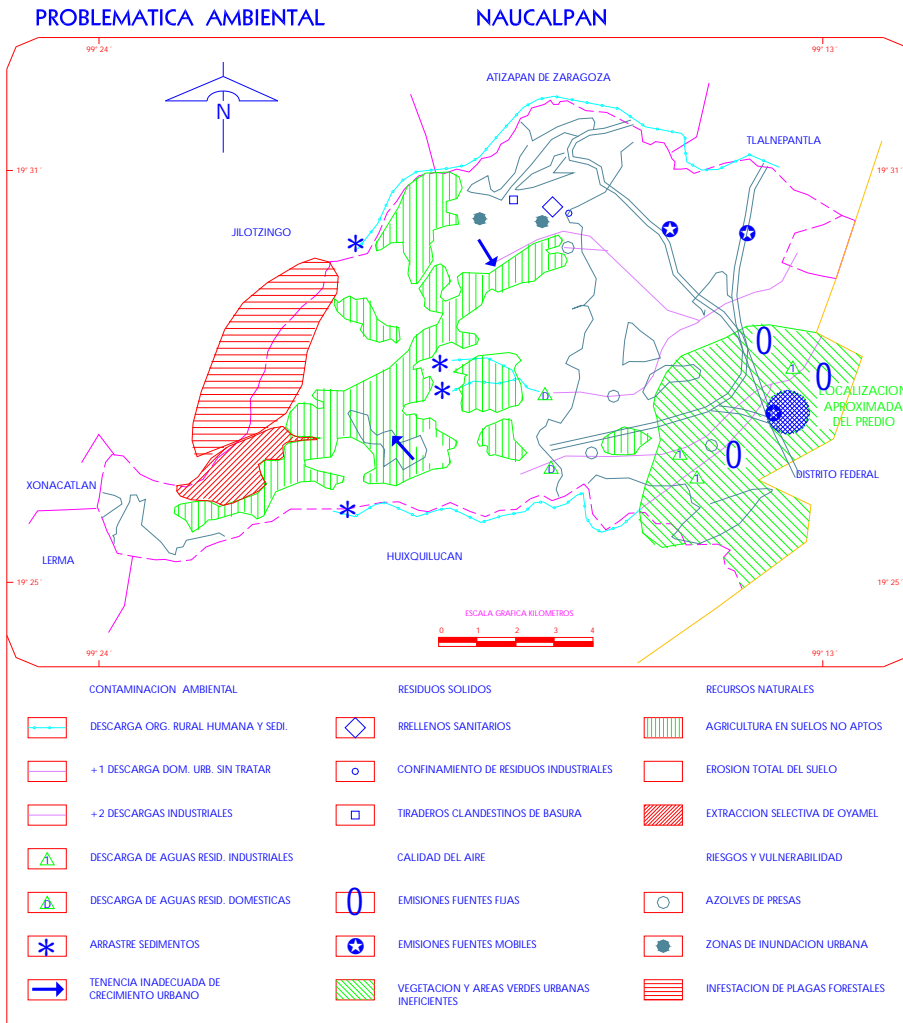 PROBLEMATICA AMBIENTAL NAUCALPAN
99° 24´ 99° 13´
ATIZAPAN DE ZARAGOZA
N
TLALNEPANTLA
19° 31´ 19° 31´
JILOTZINGO
1
D
LOCALIZACION
APROXIMADA
DEL PREDIO
1
D
1
DISTRITO FEDERAL
XONACATLAN
HUIXQUILUCAN
LERMA
19° 25´ 19° 25´
ESCALA GRAFICA KILOMETROS
0 1 2 3 4
99° 24´ 99° 13´
CONTAMINACION AMBIENTAL
DESCARGA ORG. RURAL HUMANA Y SEDI.
+1 DESCARGA DOM. URB. SIN TRATAR
+2 DESCARGAS INDUSTRIALES
1 DESCARGA DE AGUAS RESID. INDUSTRIALES
D DESCARGA DE AGUAS RESID. DOMESTICAS
ARRASTRE SEDIMENTOS
TENENCIA INADECUADA DE
CRECIMIENTO URBANO
RESIDUOS SOLIDOS
RRELLENOS SANITARIOS
CONFINAMIENTO DE RESIDUOS INDUSTRIALES
TIRADEROS CLANDESTINOS DE BASURA
CALIDAD DEL AIRE
EMISIONES FUENTES FIJAS
EMISIONES FUENTES MOBILES
VEGETACION Y AREAS VERDES URBANAS
INEFICIENTES
RECURSOS NATURALES
AGRICULTURA EN SUELOS NO APTOS
EROSION TOTAL DEL SUELO
EXTRACCION SELECTIVA DE OYAMEL
RIESGOS Y VULNERABILIDAD
AZOLVES DE PRESAS
ZONAS DE INUNDACION URBANA
INFESTACION DE PLAGAS FORESTALES